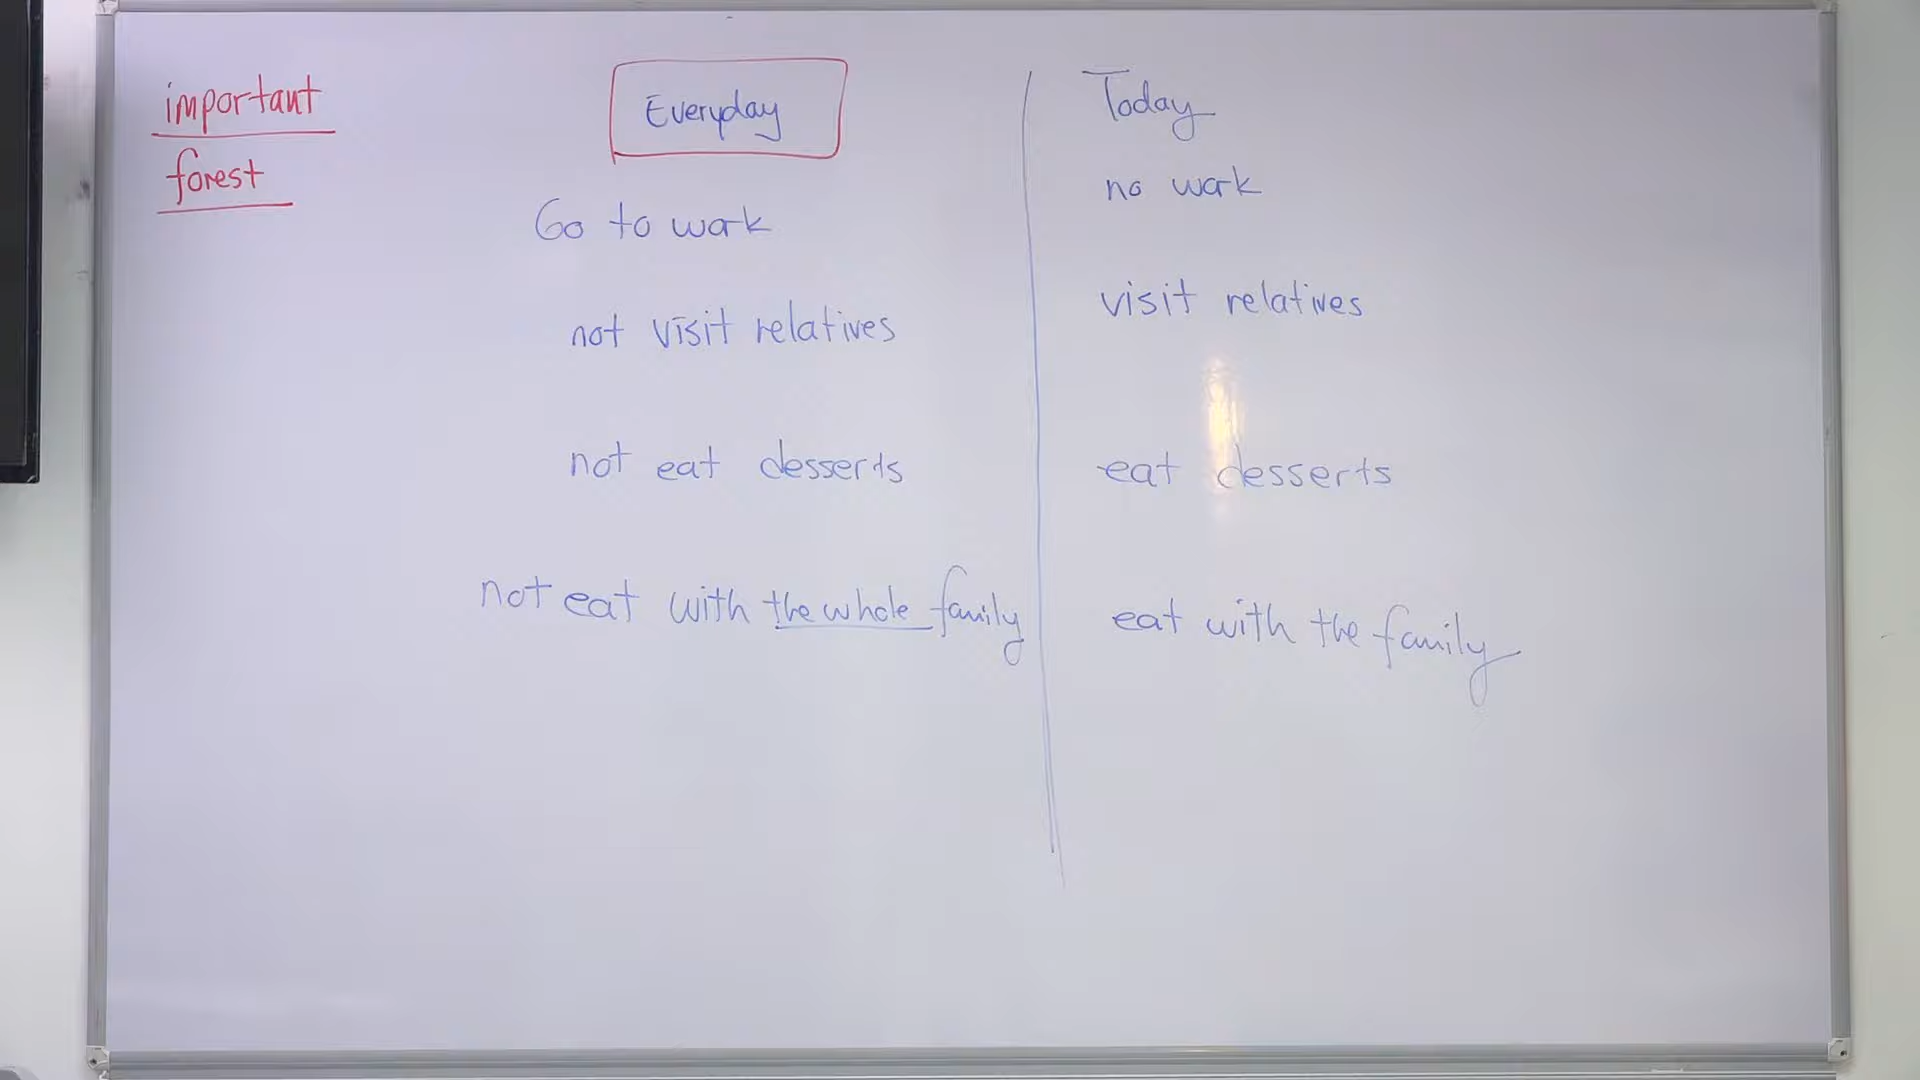 important
forest
Everyday
Go to work
not visit relatives
not eat desserts
not eat with the whole family
Today
no work
visit relatives
eat desserts
eat with the family